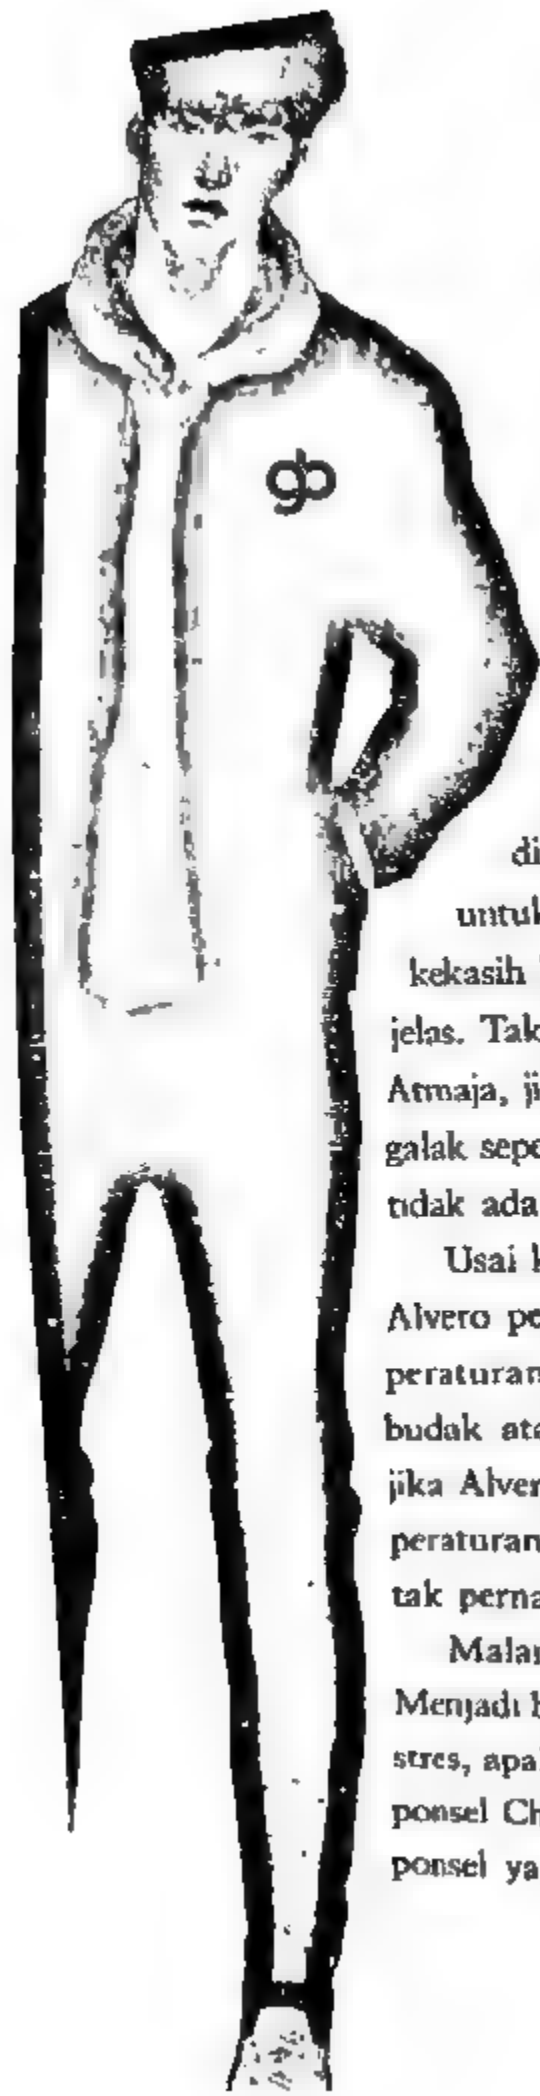 gb
di
untuk
kekasih
jelas. Tak
Atmaja, ji
galak sepe
tidak ada
Usai k
Alvero pe
peraturan
budak ata
jika Alver
peraturan
tak perna
Malan
Menjadi b
stres, apal
ponsel Ch
ponsel ya